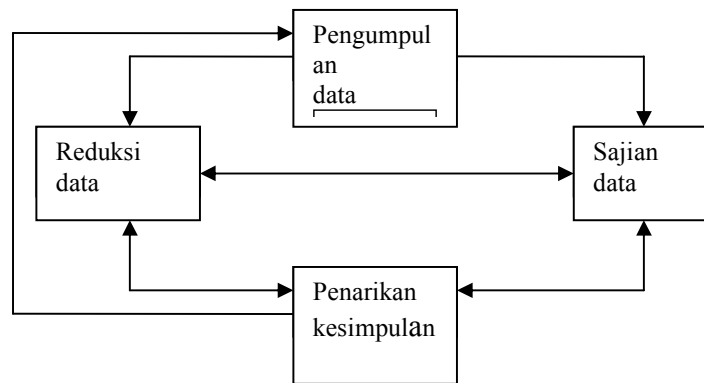 Pengumpul
an
data
Reduksi
data
Sajian
data
Penarikan
kesimpulan